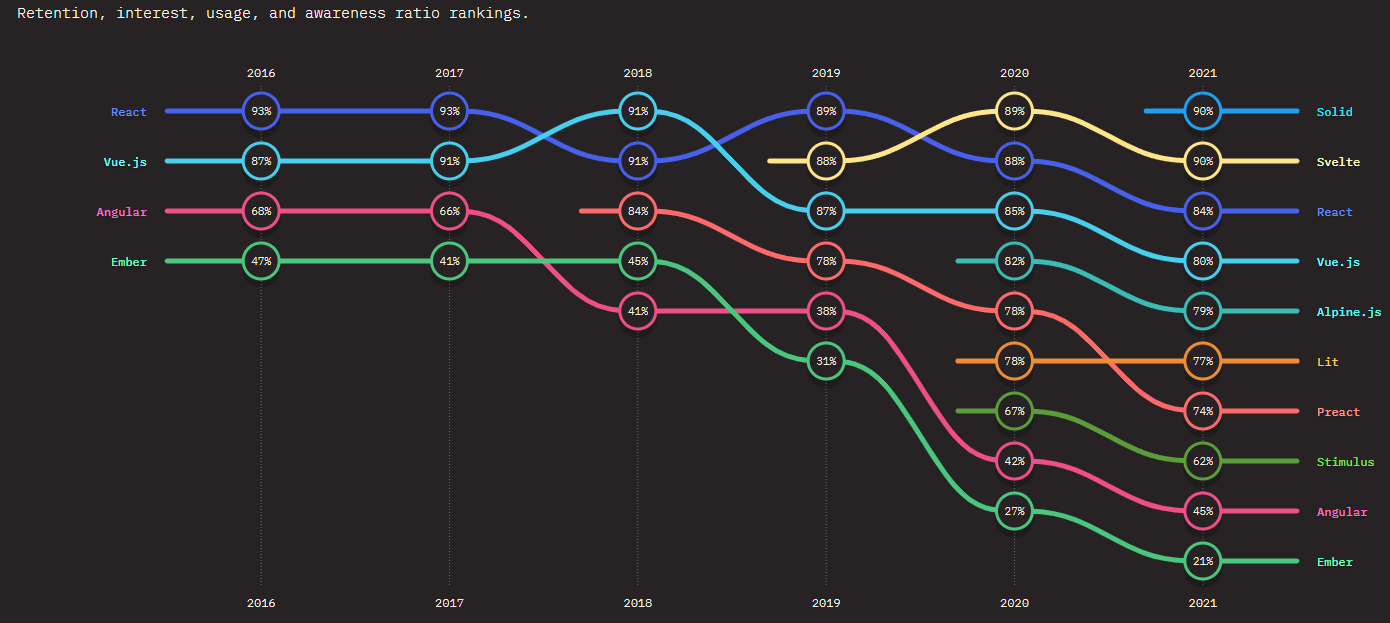 Retention, interest, usage, and awareness ratio rankings.
2016 2017 2018 2019 2020 2021
React 93% 93% 91% 89% 89% 90% Solid
Vue.js 87% 91% 91% 88% 88% 90% Svelte
Angular 68% 66% 84% 87% 85% 84% React
Ember 47% 41% 45% 78% 82% 80% Vue.js
41% 38% 78% 79% Alpine.js
31% 78% 77% Lit
67% 74% Preact
42% 62% Stimulus
27% 45% Angular
21% Ember
2016 2017 2018 2019 2020 2021